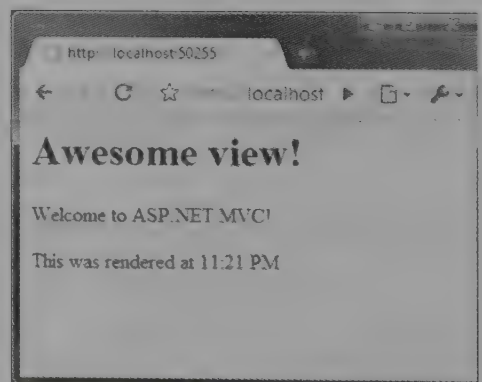 http: localhost:50255
localhost
Awesome view!
Welcome to ASP.NET MVC!
This was rendered at 11:21 PM